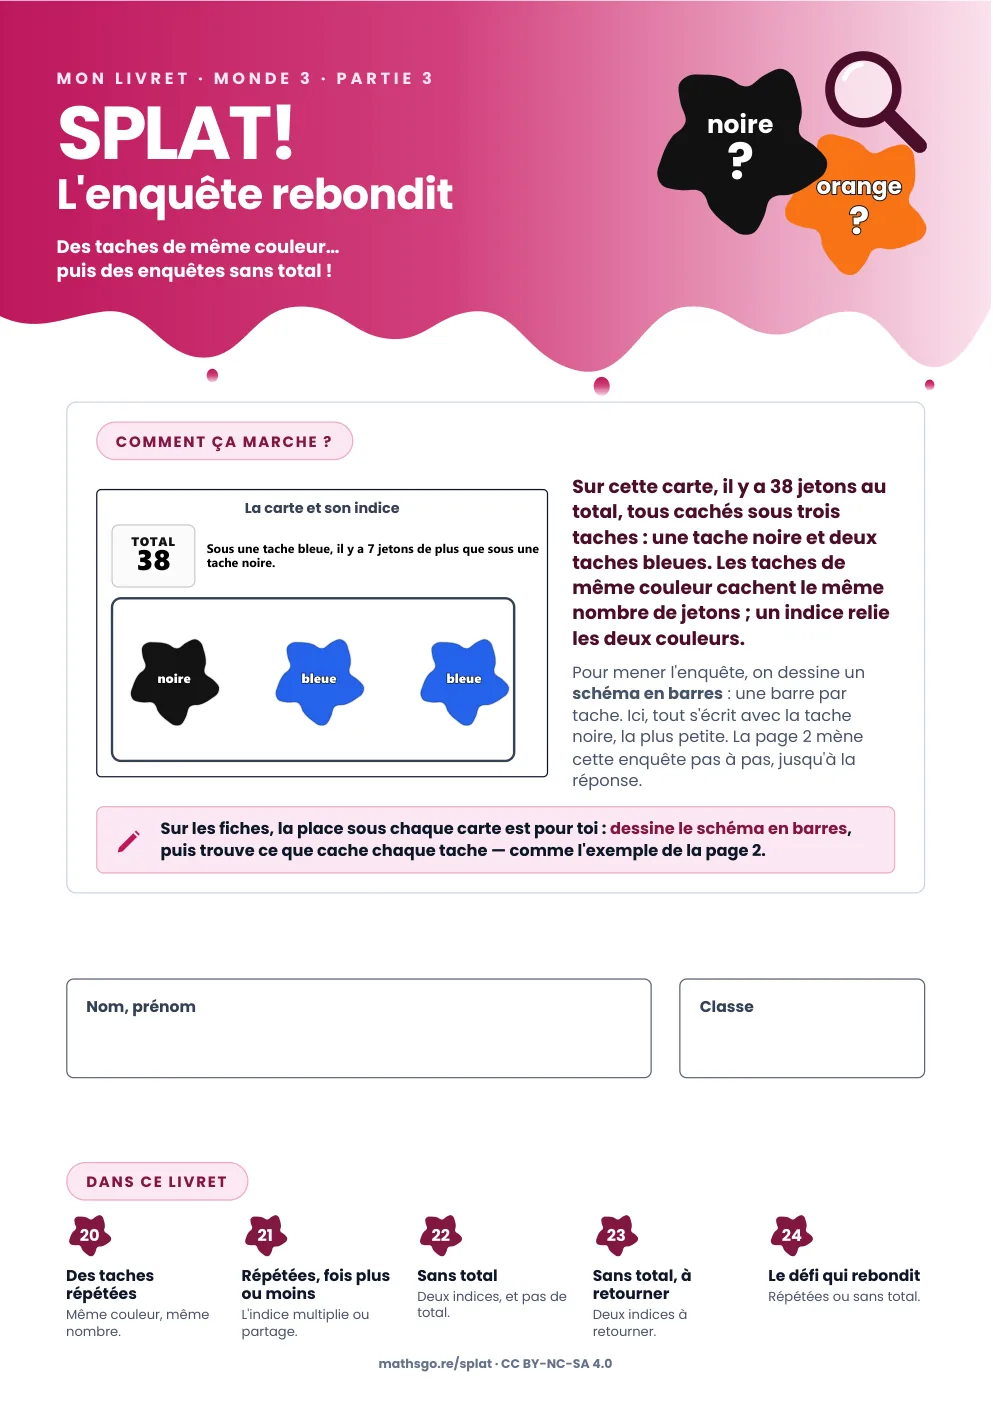 MON LIVRET · MONDE 3 · PARTIE 3
SPLAT!
L'enquête rebondit
Des taches de même couleur...
puis des enquêtes sans total !
noire
?
orange
?
COMMENT ÇA MARCHE ?
La carte et son indice
TOTAL
38
Sous une tache bleue, il y a 7 jetons de plus que sous une
tache noire.
noire
bleue
bleue
Sur cette carte, il y a 38 jetons au
total, tous cachés sous trois
taches : une tache noire et deux
taches bleues. Les taches de
même couleur cachent le même
nombre de jetons ; un indice relie
les deux couleurs.
Pour mener l'enquête, on dessine un
schéma en barres : une barre par
tache. Ici, tout s'écrit avec la tache
noire, la plus petite. La page 2 mène
cette enquête pas à pas, jusqu'à la
réponse.
Sur les fiches, la place sous chaque carte est pour toi : dessine le schéma en barres,
puis trouve ce que cache chaque tache — comme l'exemple de la page 2.
Nom, prénom
Classe
DANS CE LIVRET
20
Des taches
répétées
Même couleur, même
nombre.
21
Répétées, fois plus
ou moins
L'indice multiplie ou
partage.
22
Sans total
Deux indices, et pas de
total.
23
Sans total, à
retourner
Deux indices à
retourner.
24
Le défi qui rebondit
Répétées ou sans total.
mathsgo.re/splat · CC BY-NC-SA 4.0